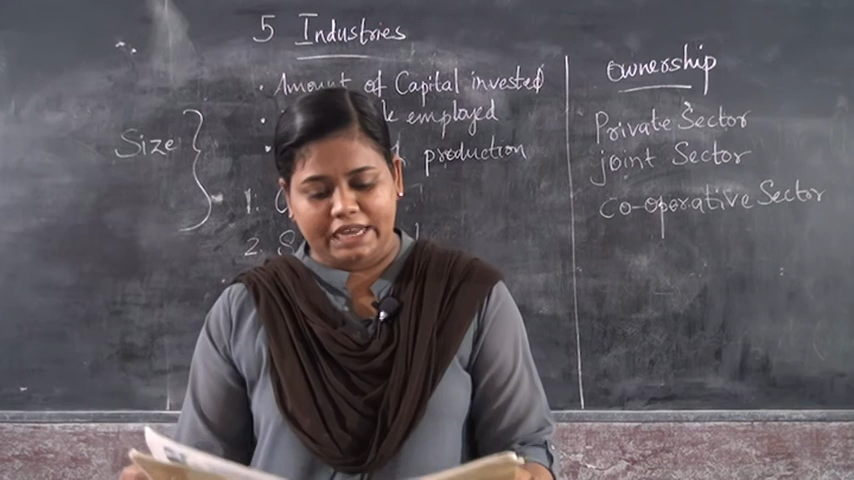 5 Industries
• Amount of Capital invested
employed
production
Size
1.
2.
Ownership
Private Sector
joint Sector
co-operative Sector